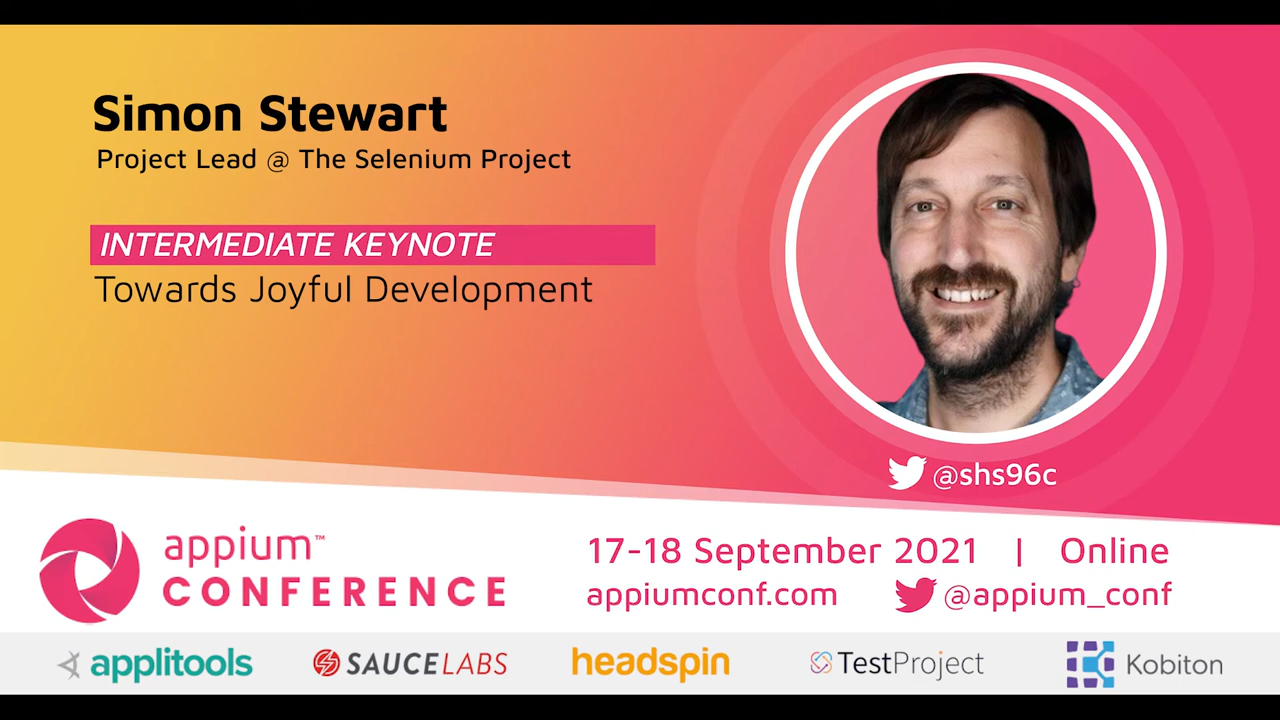 Simon Stewart
Project Lead @ The Selenium Project
INTERMEDIATE KEYNOTE
Towards Joyful Development
@shs96c
appium™
CONFERENCE
17-18 September 2021 | Online
appiumconf.com @appium_conf
applitools SAUCELABS headspin TestProject Kobiton